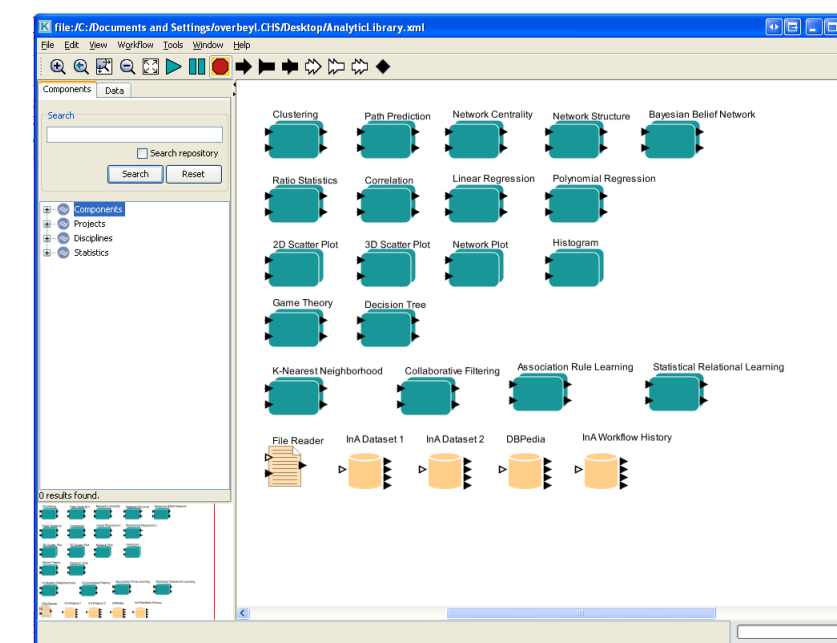 file:/C:/Documents and Settings/overbeyl.CHS/Desktop/AnalyticLibrary.xml
File Edit View Workflow Tools Window Help
Components Data
Search
Search repository
Search Reset
Components
Projects
Disciplines
Statistics
0 results found.
Clustering Path Prediction Network Centrality Network Structure Bayesian Belief Network
Ratio Statistics Correlation Linear Regression Polynomial Regression
2D Scatter Plot 3D Scatter Plot Network Plot Histogram
Game Theory Decision Tree
K-Nearest Neighborhood Collaborative Filtering Association Rule Learning Statistical Relational Learning
File Reader InA Dataset 1 InA Dataset 2 DBPedia InA Workflow History